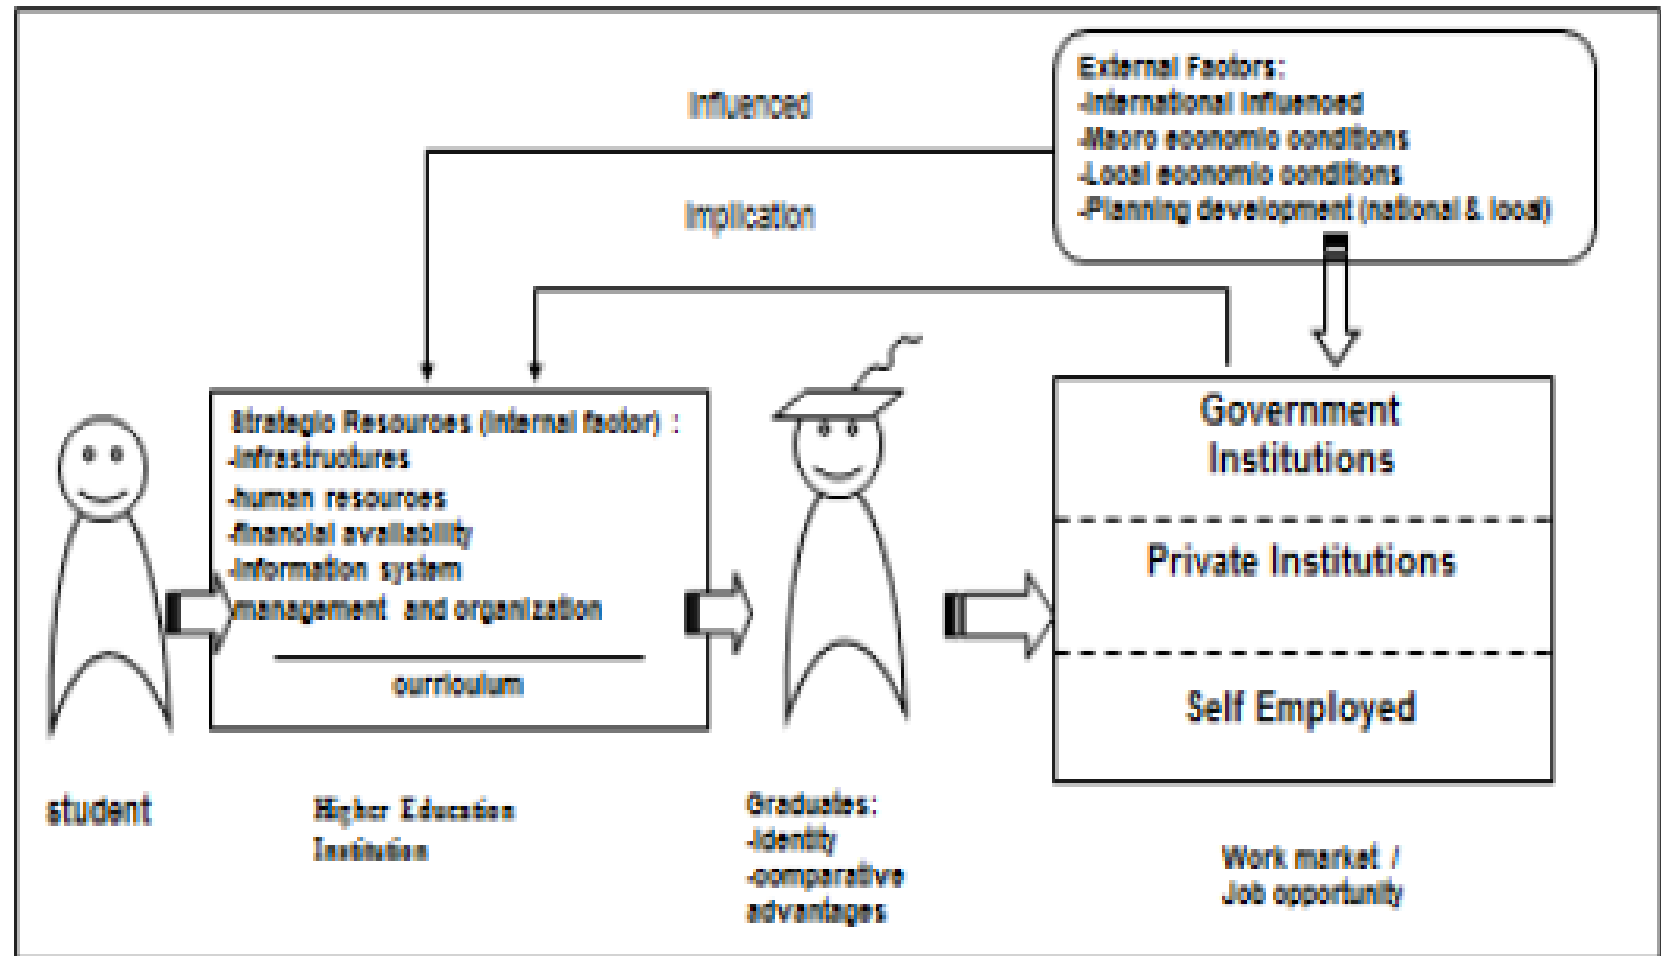 External Factors:
-International Influenced
-Macro economic conditions
-Local economic conditions
-Planning development (national & local)
Influenced
Implication
Strategic Resources (Internal factor) :
-Infrastructures
-human resources
-financial availability
-Information system
management and organization
curriculum
Government
Institutions
Private Institutions
Self Employed
student
Higher Education
Institution
Graduates:
-Identity
-comparative
advantages
Work market /
Job opportunity